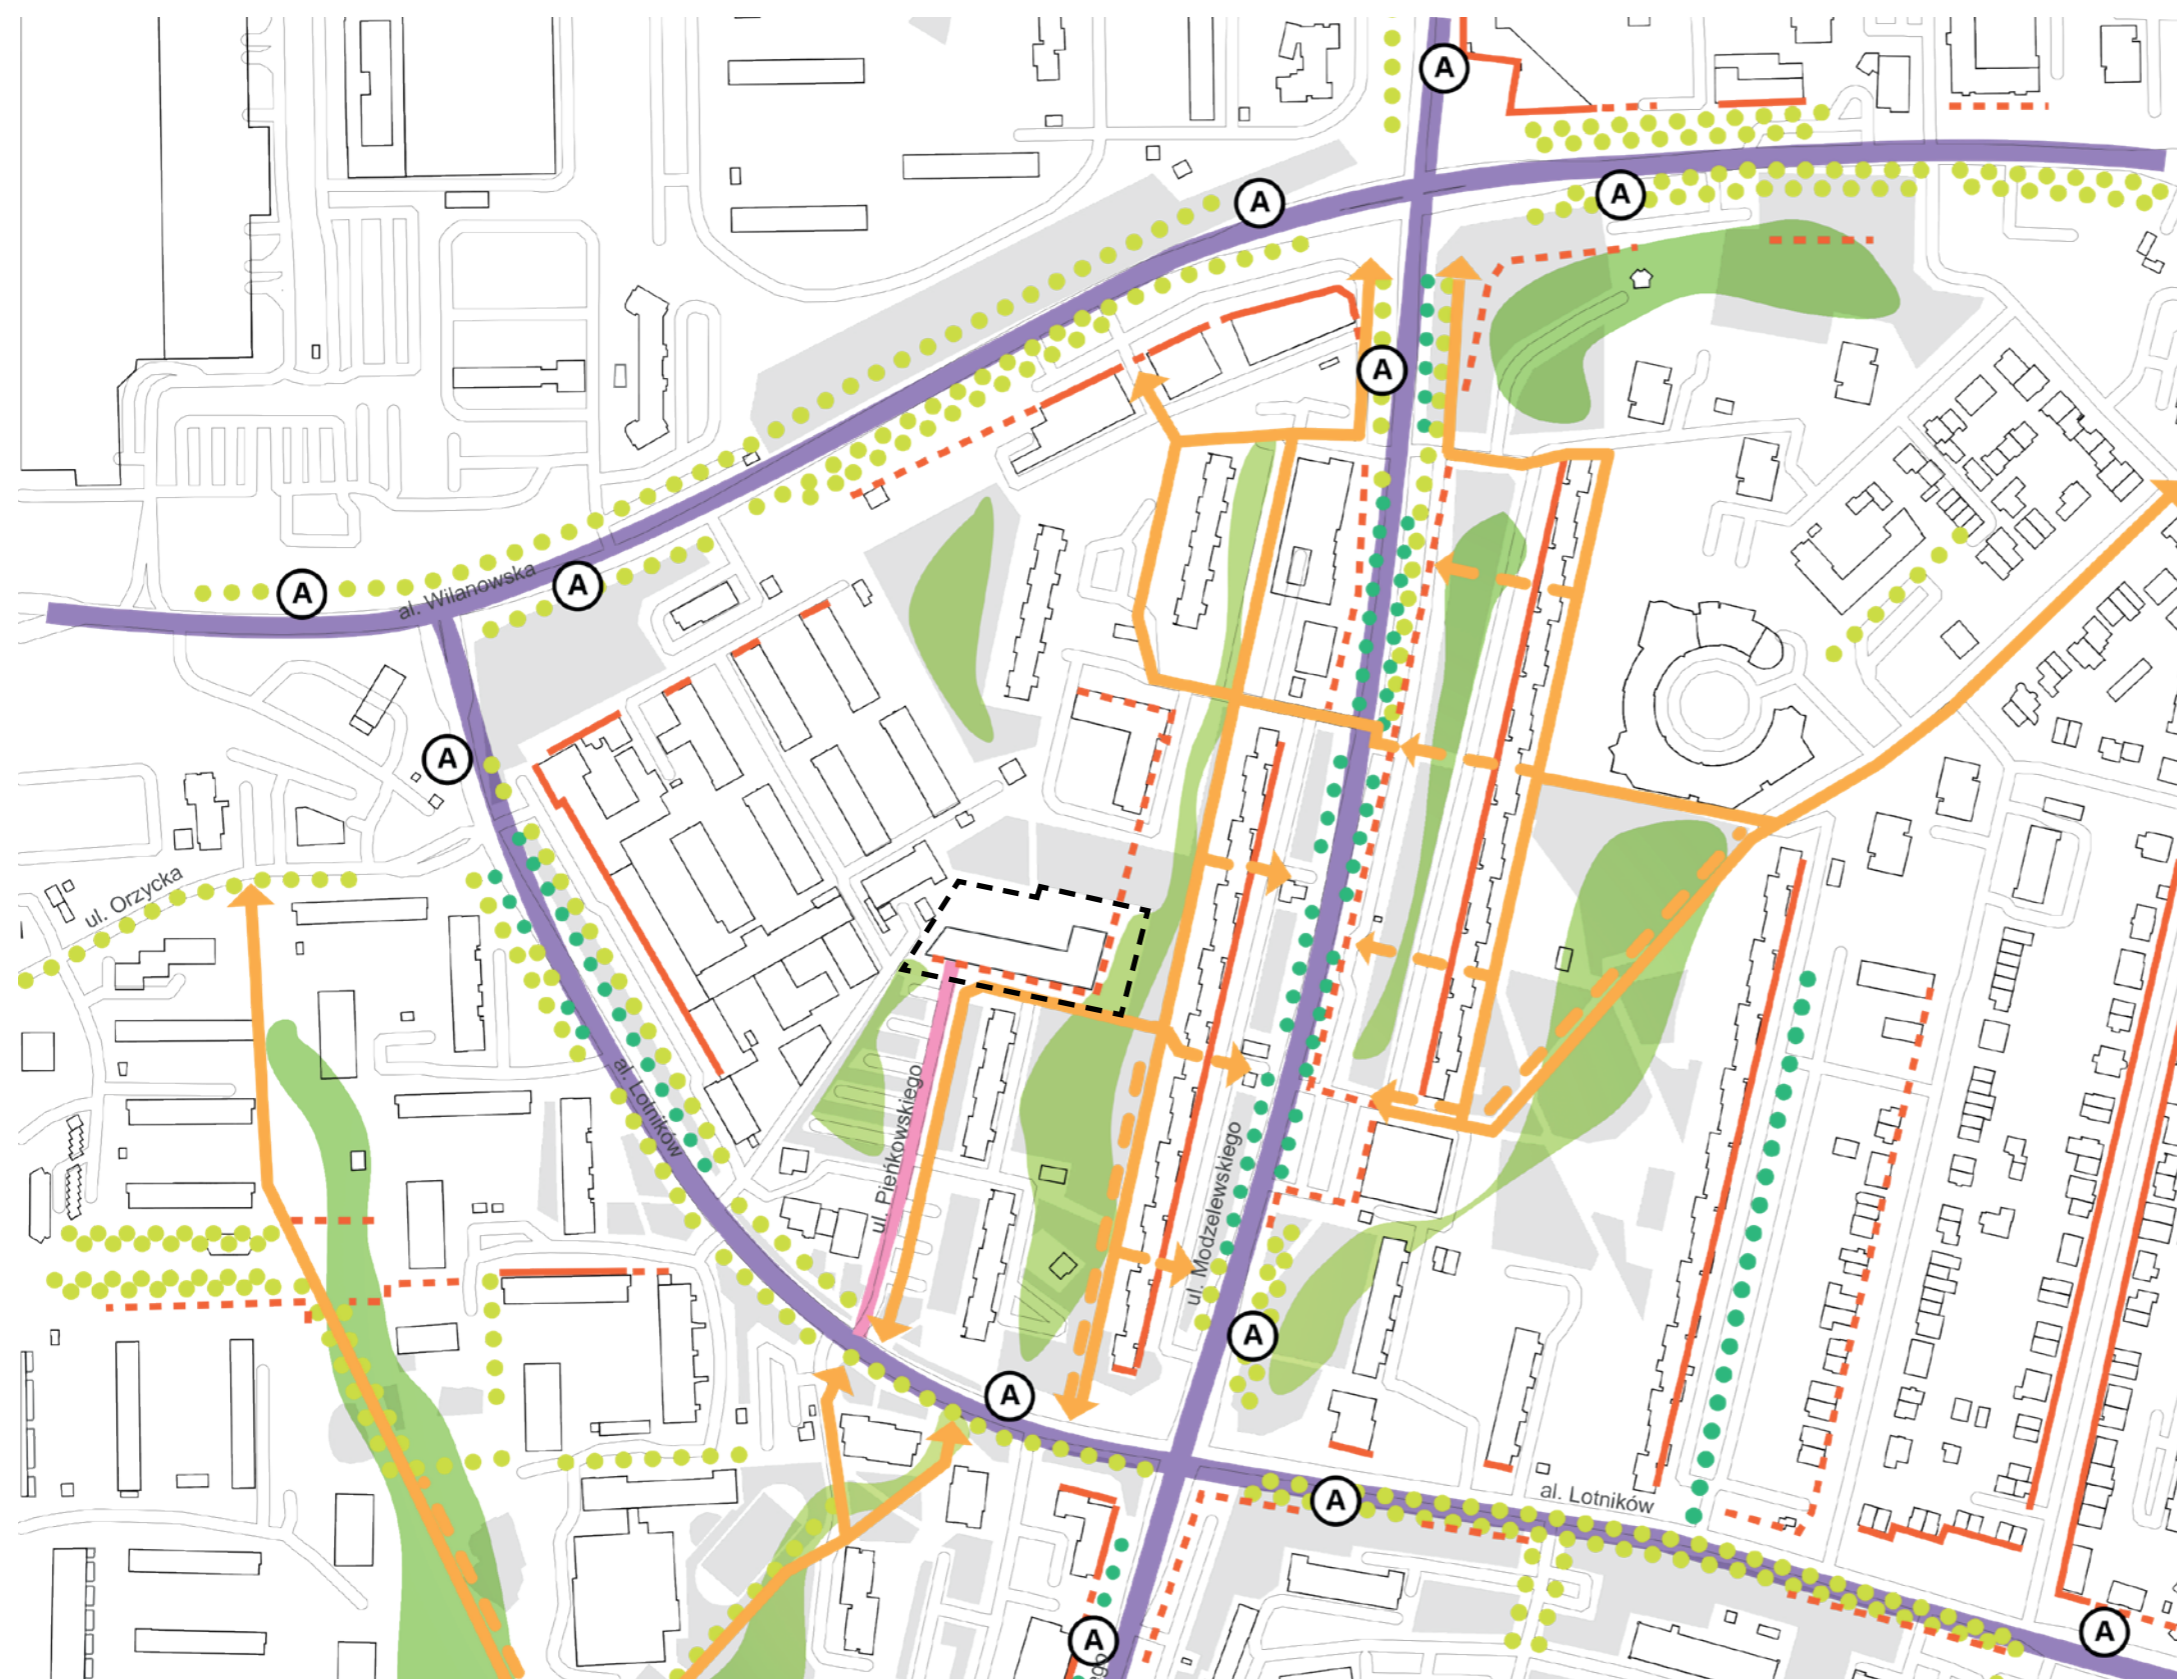 A
A
A
A
al. Wilanowska
A
A
A
ul. Orzycka
al. Lotników
ul. Pieńkowskiego
ul. Modzelewskiego
A
A
al. Lotników
A
A
A